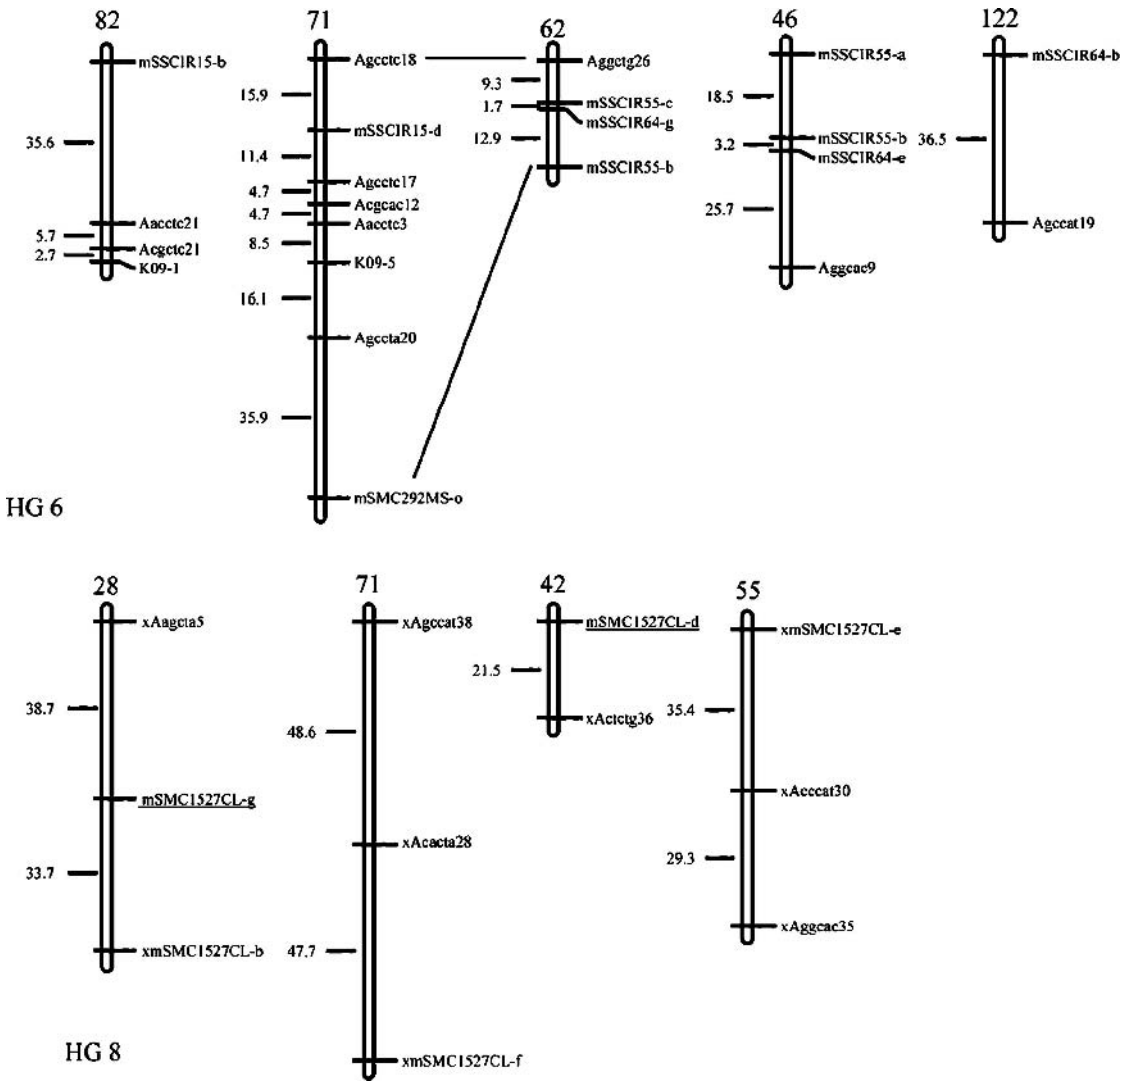 82
mSSCIR15-b
35.6
Aacctc21
5.7
Acgctc21
2.7
K09-1
71
Agcctc18
15.9
mSSCIR15-d
11.4
Agcctc17
4.7
Acgcac12
4.7
Aacctc3
8.5
K09-5
16.1
Agccta20
35.9
mSMC292MS-o
62
Aggctg26
9.3
mSSCIR55-c
1.7
mSSCIR64-g
12.9
mSSCIR55-b
46
mSSCIR55-a
18.5
mSSCIR55-b
3.2
mSSCIR64-e
25.7
Aggcac9
122
mSSCIR64-b
36.5
Agccat19
HG 6
28
xAagcta5
38.7
mSMC1527CL-g
33.7
xmSMC1527CL-b
71
xAgccat38
48.6
xAcacta28
47.7
xmSMC1527CL-f
42
mSMC1527CL-d
21.5
xActctg36
55
xmSMC1527CL-e
35.4
xAcccat30
29.3
xAggcac35
HG 8